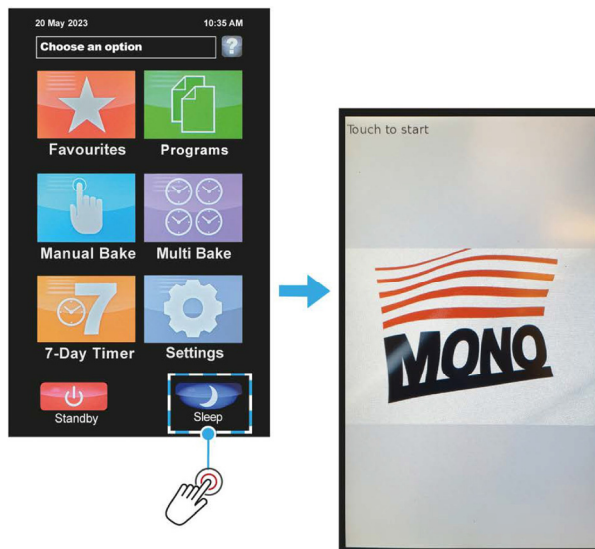 20 May 2023 10:35 AM
Choose an option ?
Favourites Programs
Manual Bake Multi Bake
7
7-Day Timer Settings
Standby Sleep
Touch to start
MONO